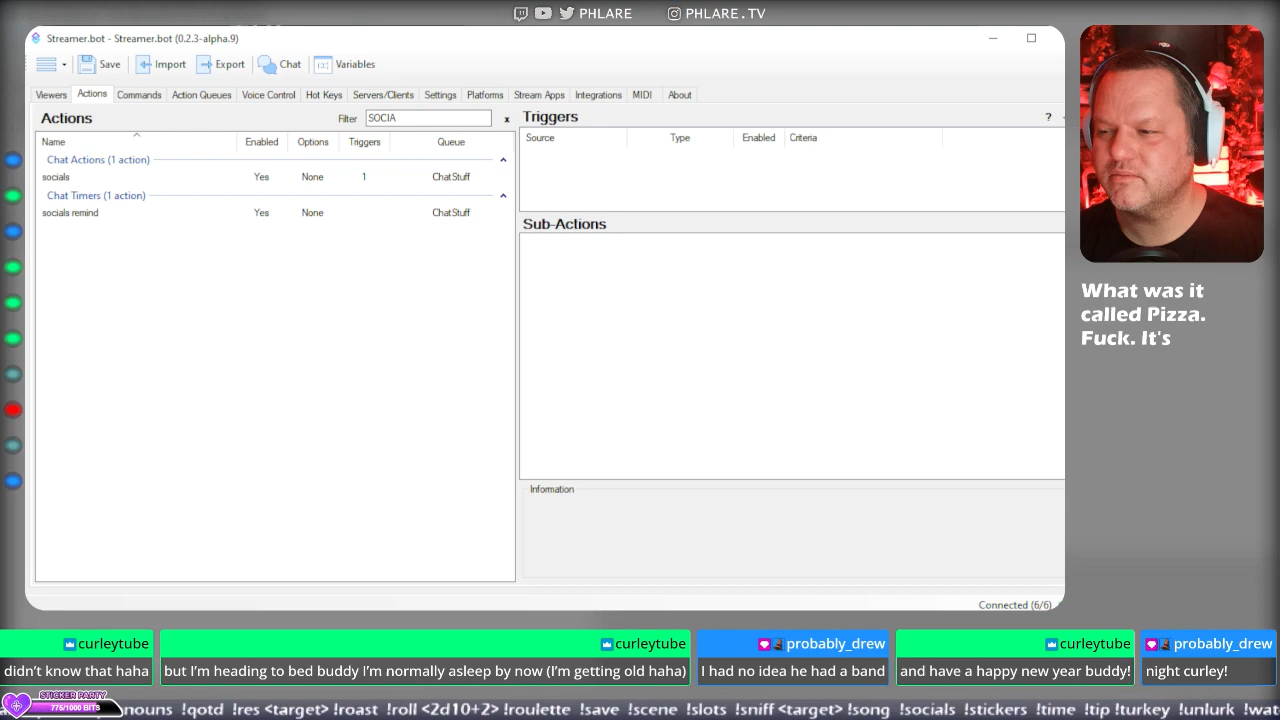 PHLARE PHLARE.TV
Streamer.bot - Streamer.bot (0.2.3-alpha.9)
Save Import Export Chat Variables
Viewers Actions Commands Action Queues Voice Control Hot Keys Servers/Clients Settings Platforms Stream Apps Integrations MIDI About
Actions Filter SOCIA x Triggers ?
Name Enabled Options Triggers Queue
Source Type Enabled Criteria
Chat Actions (1 action)
socials Yes None 1 ChatStuff
Chat Timers (1 action)
socials remind Yes None ChatStuff
Sub-Actions
Information
Connected (6/6)
What was it
called Pizza.
Fuck. It's
curleytube curleytube probably_drew curleytube probably_drew
didn't know that haha but I'm heading to bed buddy I'm normally asleep by now (I'm getting old haha) I had no idea he had a band and have a happy new year buddy! night curley!
STICKER PARTY
775/1000 BITS
nouns !qotd !res <target> !roast !roll <2d10+2> !roulette !save !scene !slots !sniff <target> !song !socials !stickers !time !tip !turkey !unlurk !wat